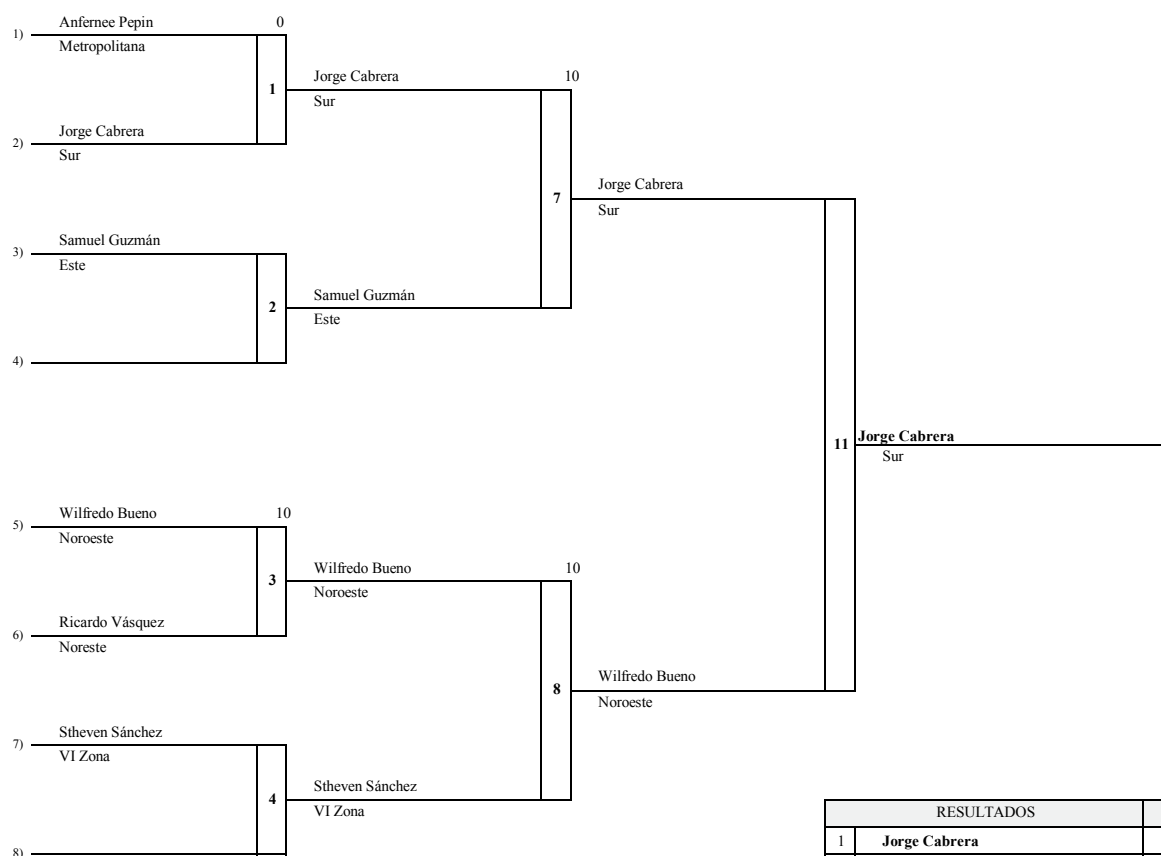 Anfernee Pepin 0
1)
Metropolitana
Jorge Cabrera 10
1
Sur
Jorge Cabrera
2)
Sur
Jorge Cabrera
7
Sur
Samuel Guzmán
3)
Este
Samuel Guzmán
2
Este
4)
Jorge Cabrera
11
Sur
Wilfredo Bueno 10
5)
Noroeste
Wilfredo Bueno 10
3
Noroeste
Ricardo Vásquez
6)
Noreste
Wilfredo Bueno
8
Noroeste
Stheven Sánchez
7)
VI Zona
Stheven Sánchez
4
VI Zona
RESULTADOS
1 Jorge Cabrera
8)